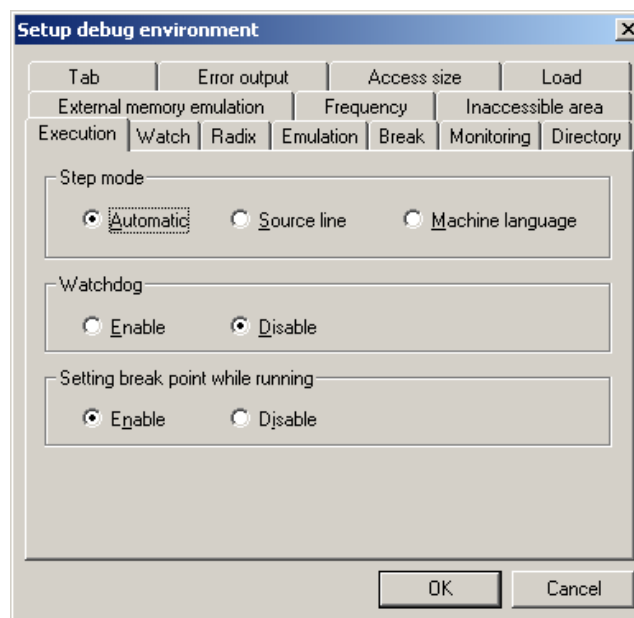 Setup debug environment
Tab Error output Access size Load
External memory emulation Frequency Inaccessible area
Execution Watch Radix Emulation Break Monitoring Directory
Step mode
Automatic Source line Machine language
Watchdog
Enable Disable
Setting break point while running
Enable Disable
OK Cancel